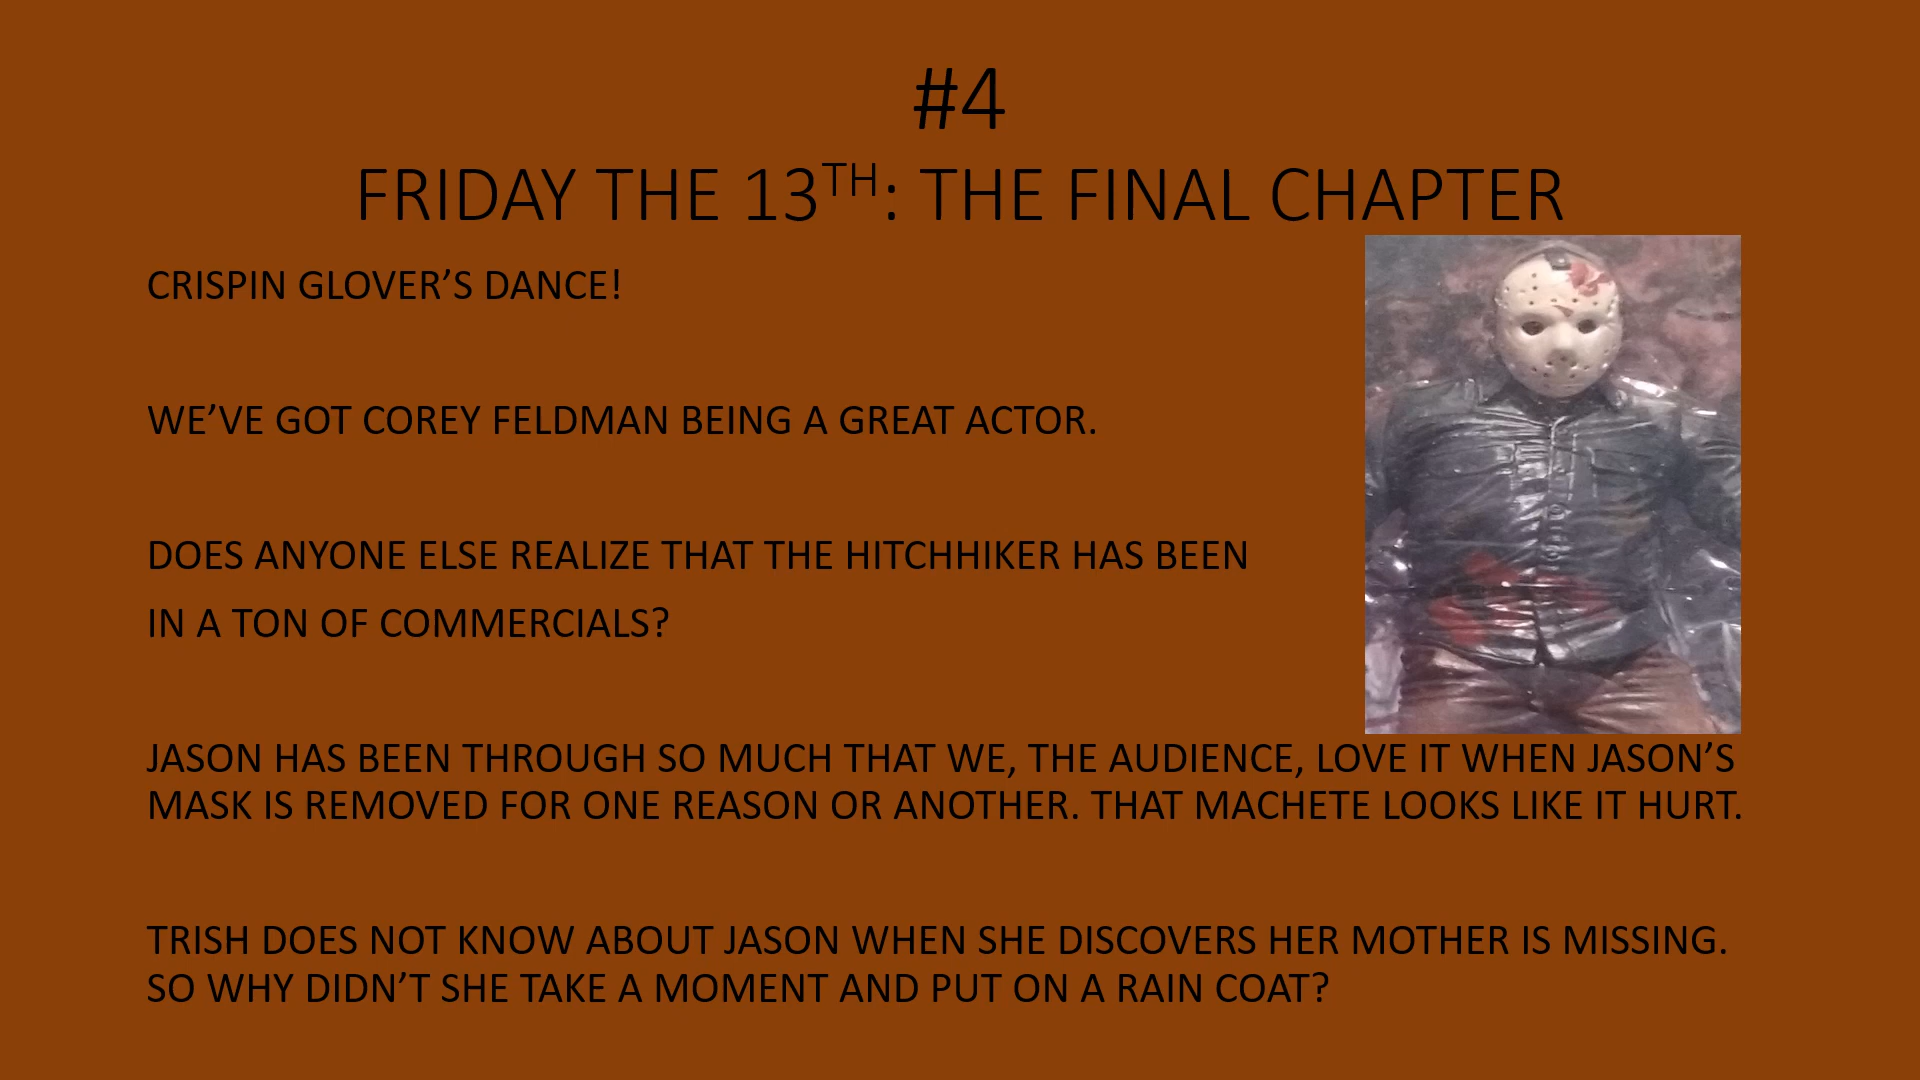 #4
FRIDAY THE 13TH: THE FINAL CHAPTER
CRISPIN GLOVER’S DANCE!
WE’VE GOT COREY FELDMAN BEING A GREAT ACTOR.
DOES ANYONE ELSE REALIZE THAT THE HITCHHIKER HAS BEEN
IN A TON OF COMMERCIALS?
JASON HAS BEEN THROUGH SO MUCH THAT WE, THE AUDIENCE, LOVE IT WHEN JASON’S
MASK IS REMOVED FOR ONE REASON OR ANOTHER. THAT MACHETE LOOKS LIKE IT HURT.
TRISH DOES NOT KNOW ABOUT JASON WHEN SHE DISCOVERS HER MOTHER IS MISSING.
SO WHY DIDN’T SHE TAKE A MOMENT AND PUT ON A RAIN COAT?